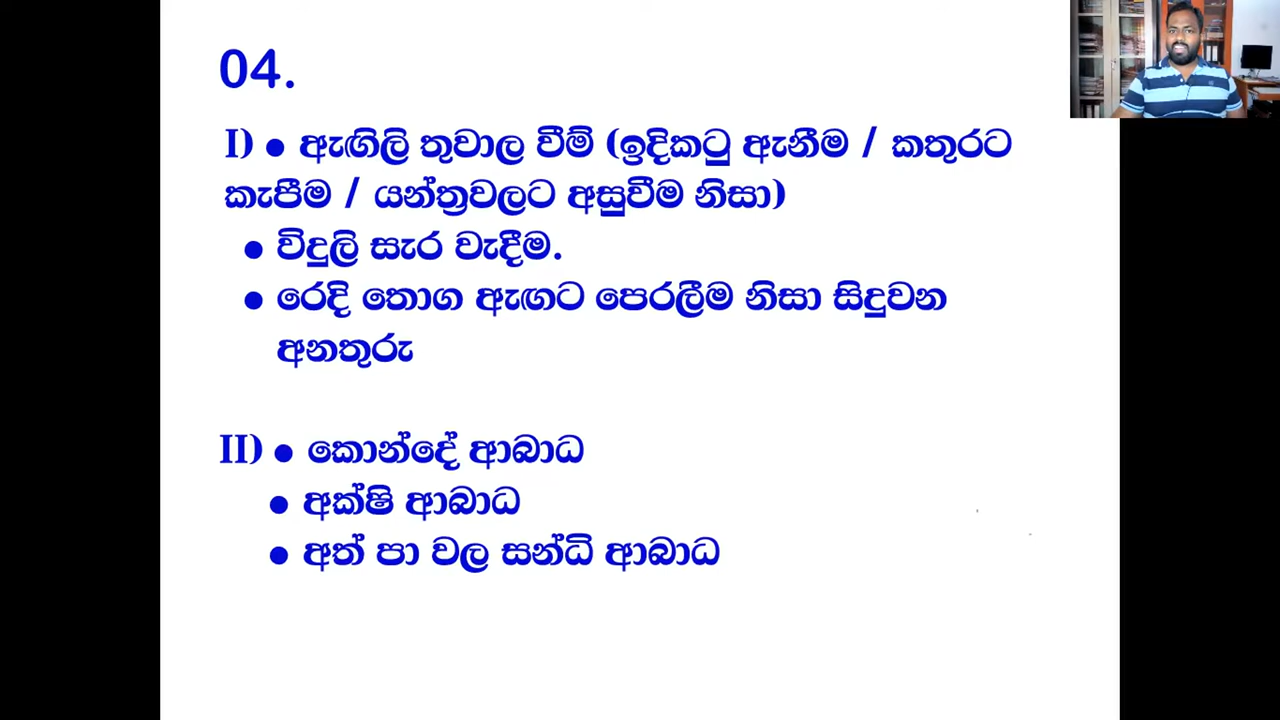 04.
I) ● ඇඟිලි තුවාල වීම් (ඉදිකටු ඇනීම / කතුරට
කැපීම / යන්ත්‍රවලට අසුවීම නිසා)
● විදුලි සැර වැදීම.
● රෙදි තොග ඇඟට පෙරලීම නිසා සිදුවන
අනතුරු
II) ● කොන්දේ ආබාධ
● අක්ෂි ආබාධ
● අත් පා වල සන්ධි ආබාධ